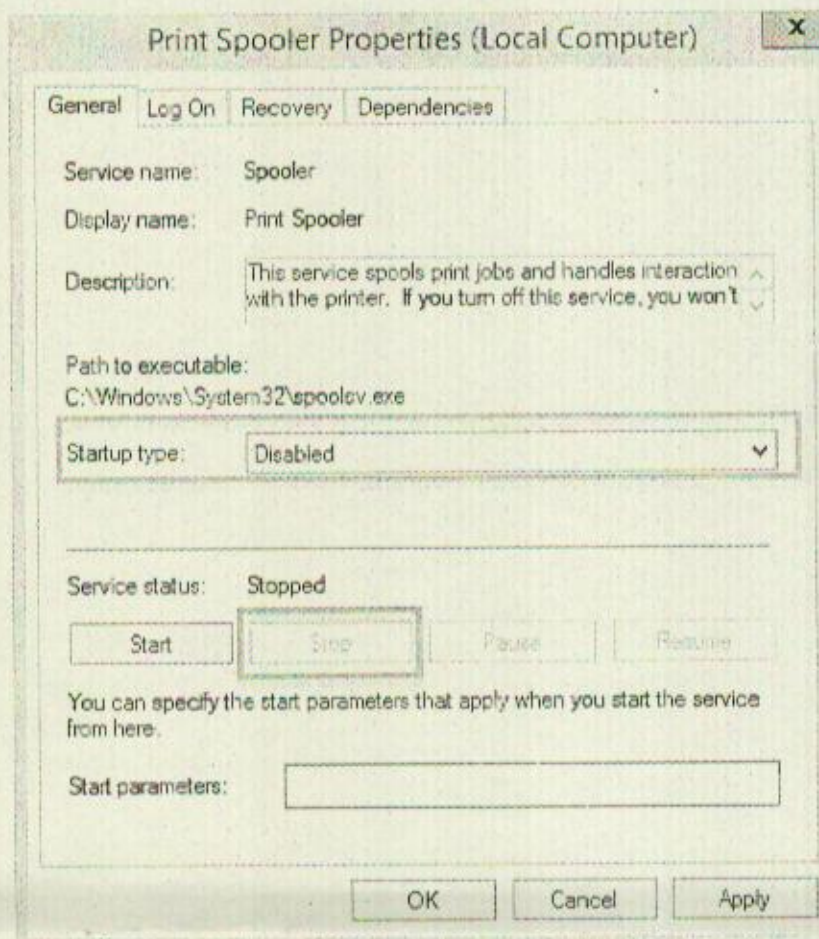 Print Spooler Properties (Local Computer)
x
General Log On Recovery Dependencies
Service name: Spooler
Display name: Print Spooler
Description: This service spools print jobs and handles interaction
with the printer. If you turn off this service, you won't
Path to executable:
C:\Windows\System32\spoolsv.exe
Startup type: Disabled
Service status: Stopped
Start Stop Pause Resume
You can specify the start parameters that apply when you start the service
from here.
Start parameters:
OK Cancel Apply